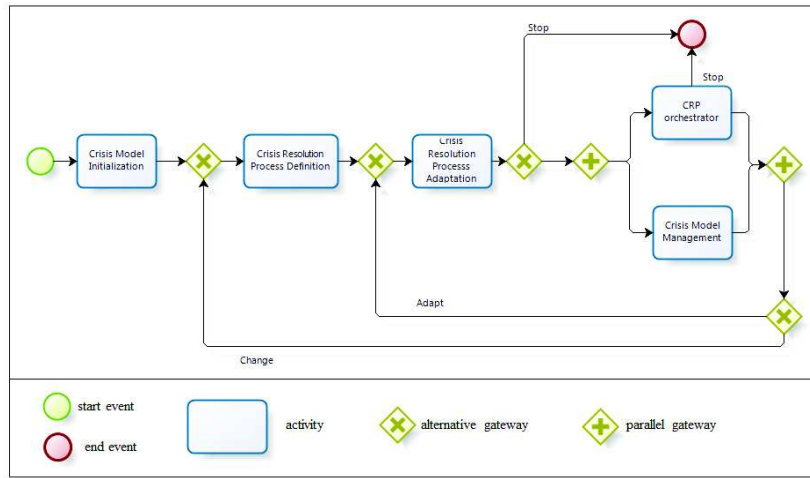 Stop
Stop
CRP
orchestrator
Crisis Model
Initialization
Crisis Resolution
Process Definition
Crisis
Resolution
Processs
Adaptation
Crisis Model
Management
Adapt
Change
start event
end event
activity
alternative gateway
parallel gateway